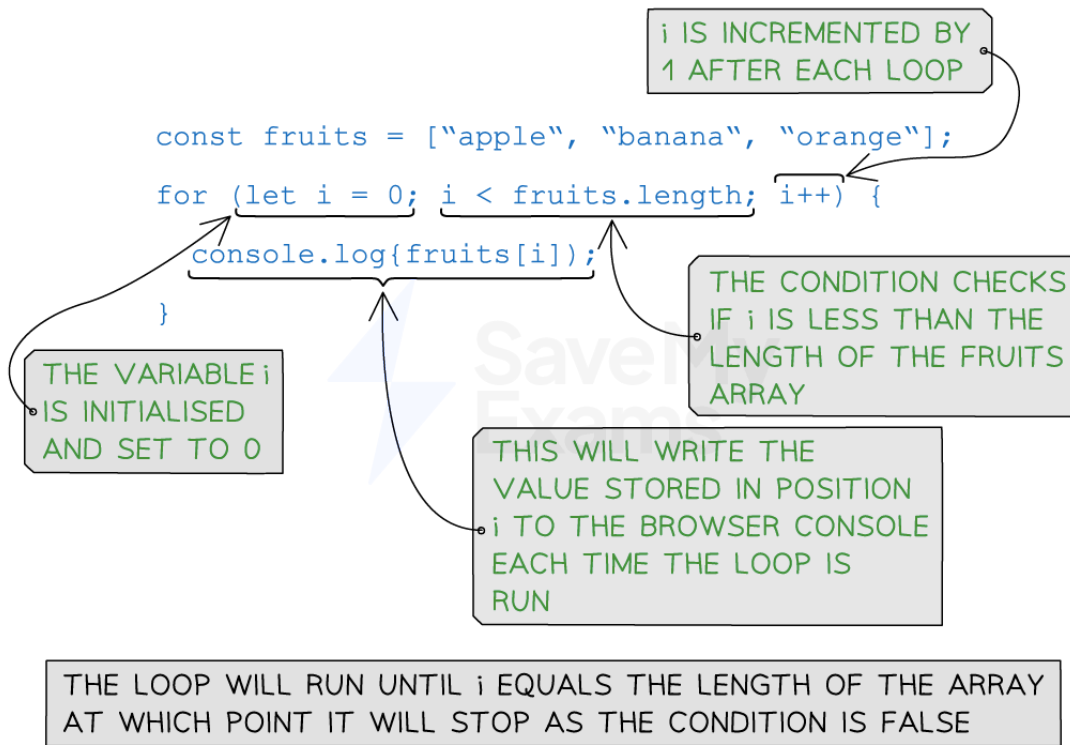 i IS INCREMENTED BY
1 AFTER EACH LOOP
const fruits = [“apple“, “banana“, “orange“];
for (let i = 0; i < fruits.length; i++) {
console.log{fruits[i]);
}
THE CONDITION CHECKS
IF i IS LESS THAN THE
LENGTH OF THE FRUITS
ARRAY
THE VARIABLE i
IS INITIALISED
AND SET TO 0
SaveMy
Exams
THIS WILL WRITE THE
VALUE STORED IN POSITION
i TO THE BROWSER CONSOLE
EACH TIME THE LOOP IS
RUN
THE LOOP WILL RUN UNTIL i EQUALS THE LENGTH OF THE ARRAY
AT WHICH POINT IT WILL STOP AS THE CONDITION IS FALSE